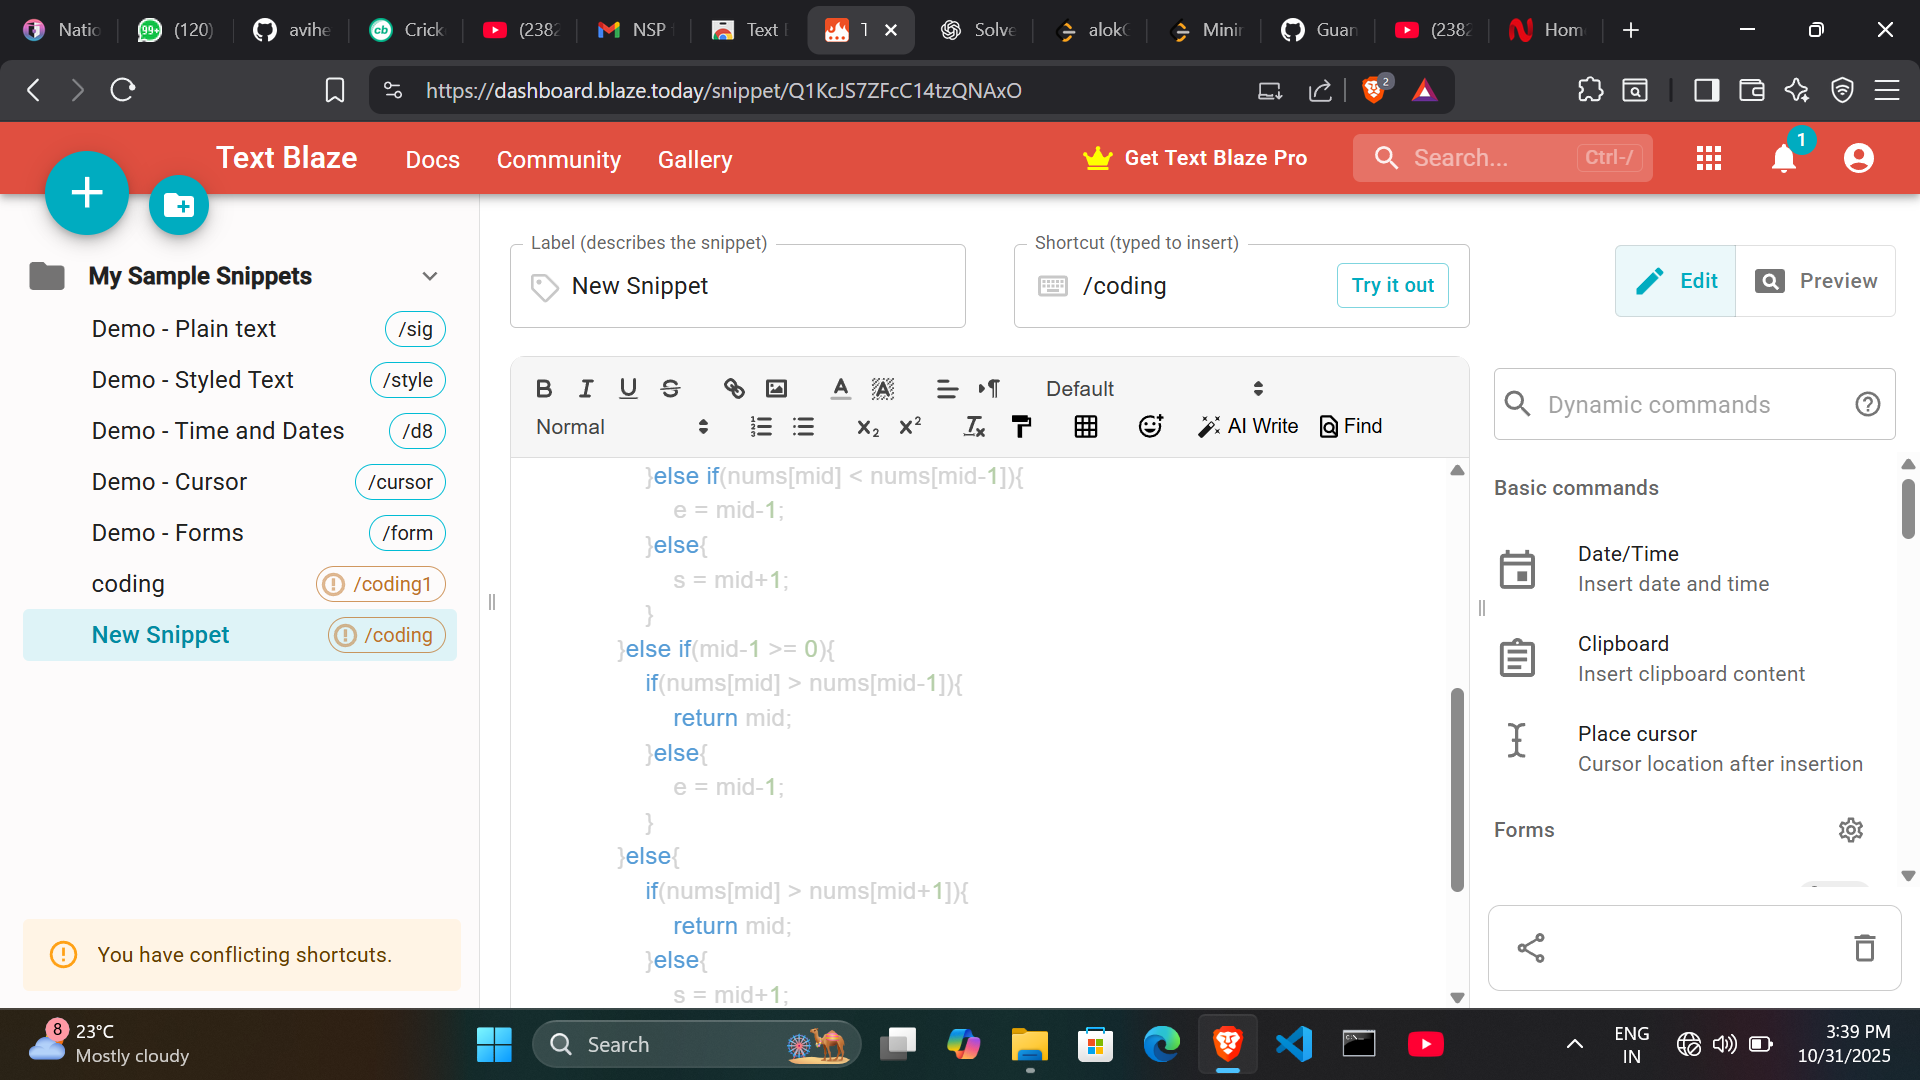 Natio
99+
(120)
avihe
Crick
(2382
NSP
Text
T
Solve
alokG
Minin
Guan
(2382
Hom
https://dashboard.blaze.today/snippet/Q1KcJS7ZFcC14tzQNAxO
2
Text Blaze
Docs
Community
Gallery
Get Text Blaze Pro
Search...
Ctrl-/
1
My Sample Snippets
Demo - Plain text
/sig
Demo - Styled Text
/style
Demo - Time and Dates
/d8
Demo - Cursor
/cursor
Demo - Forms
/form
coding
/coding1
New Snippet
/coding
You have conflicting shortcuts.
Label (describes the snippet)
New Snippet
Shortcut (typed to insert)
/coding
Try it out
Edit
Preview
Default
Normal
AI Write
Find
}else if(nums[mid] < nums[mid-1]){
e = mid-1;
}else{
s = mid+1;
}
}else if(mid-1 >= 0){
if(nums[mid] > nums[mid-1]){
return mid;
}else{
e = mid-1;
}
}else{
if(nums[mid] > nums[mid+1]){
return mid;
}else{
s = mid+1;
Dynamic commands
Basic commands
Date/Time
Insert date and time
Clipboard
Insert clipboard content
Place cursor
Cursor location after insertion
Forms
8
23°C
Mostly cloudy
Search
ENG
IN
3:39 PM
10/31/2025